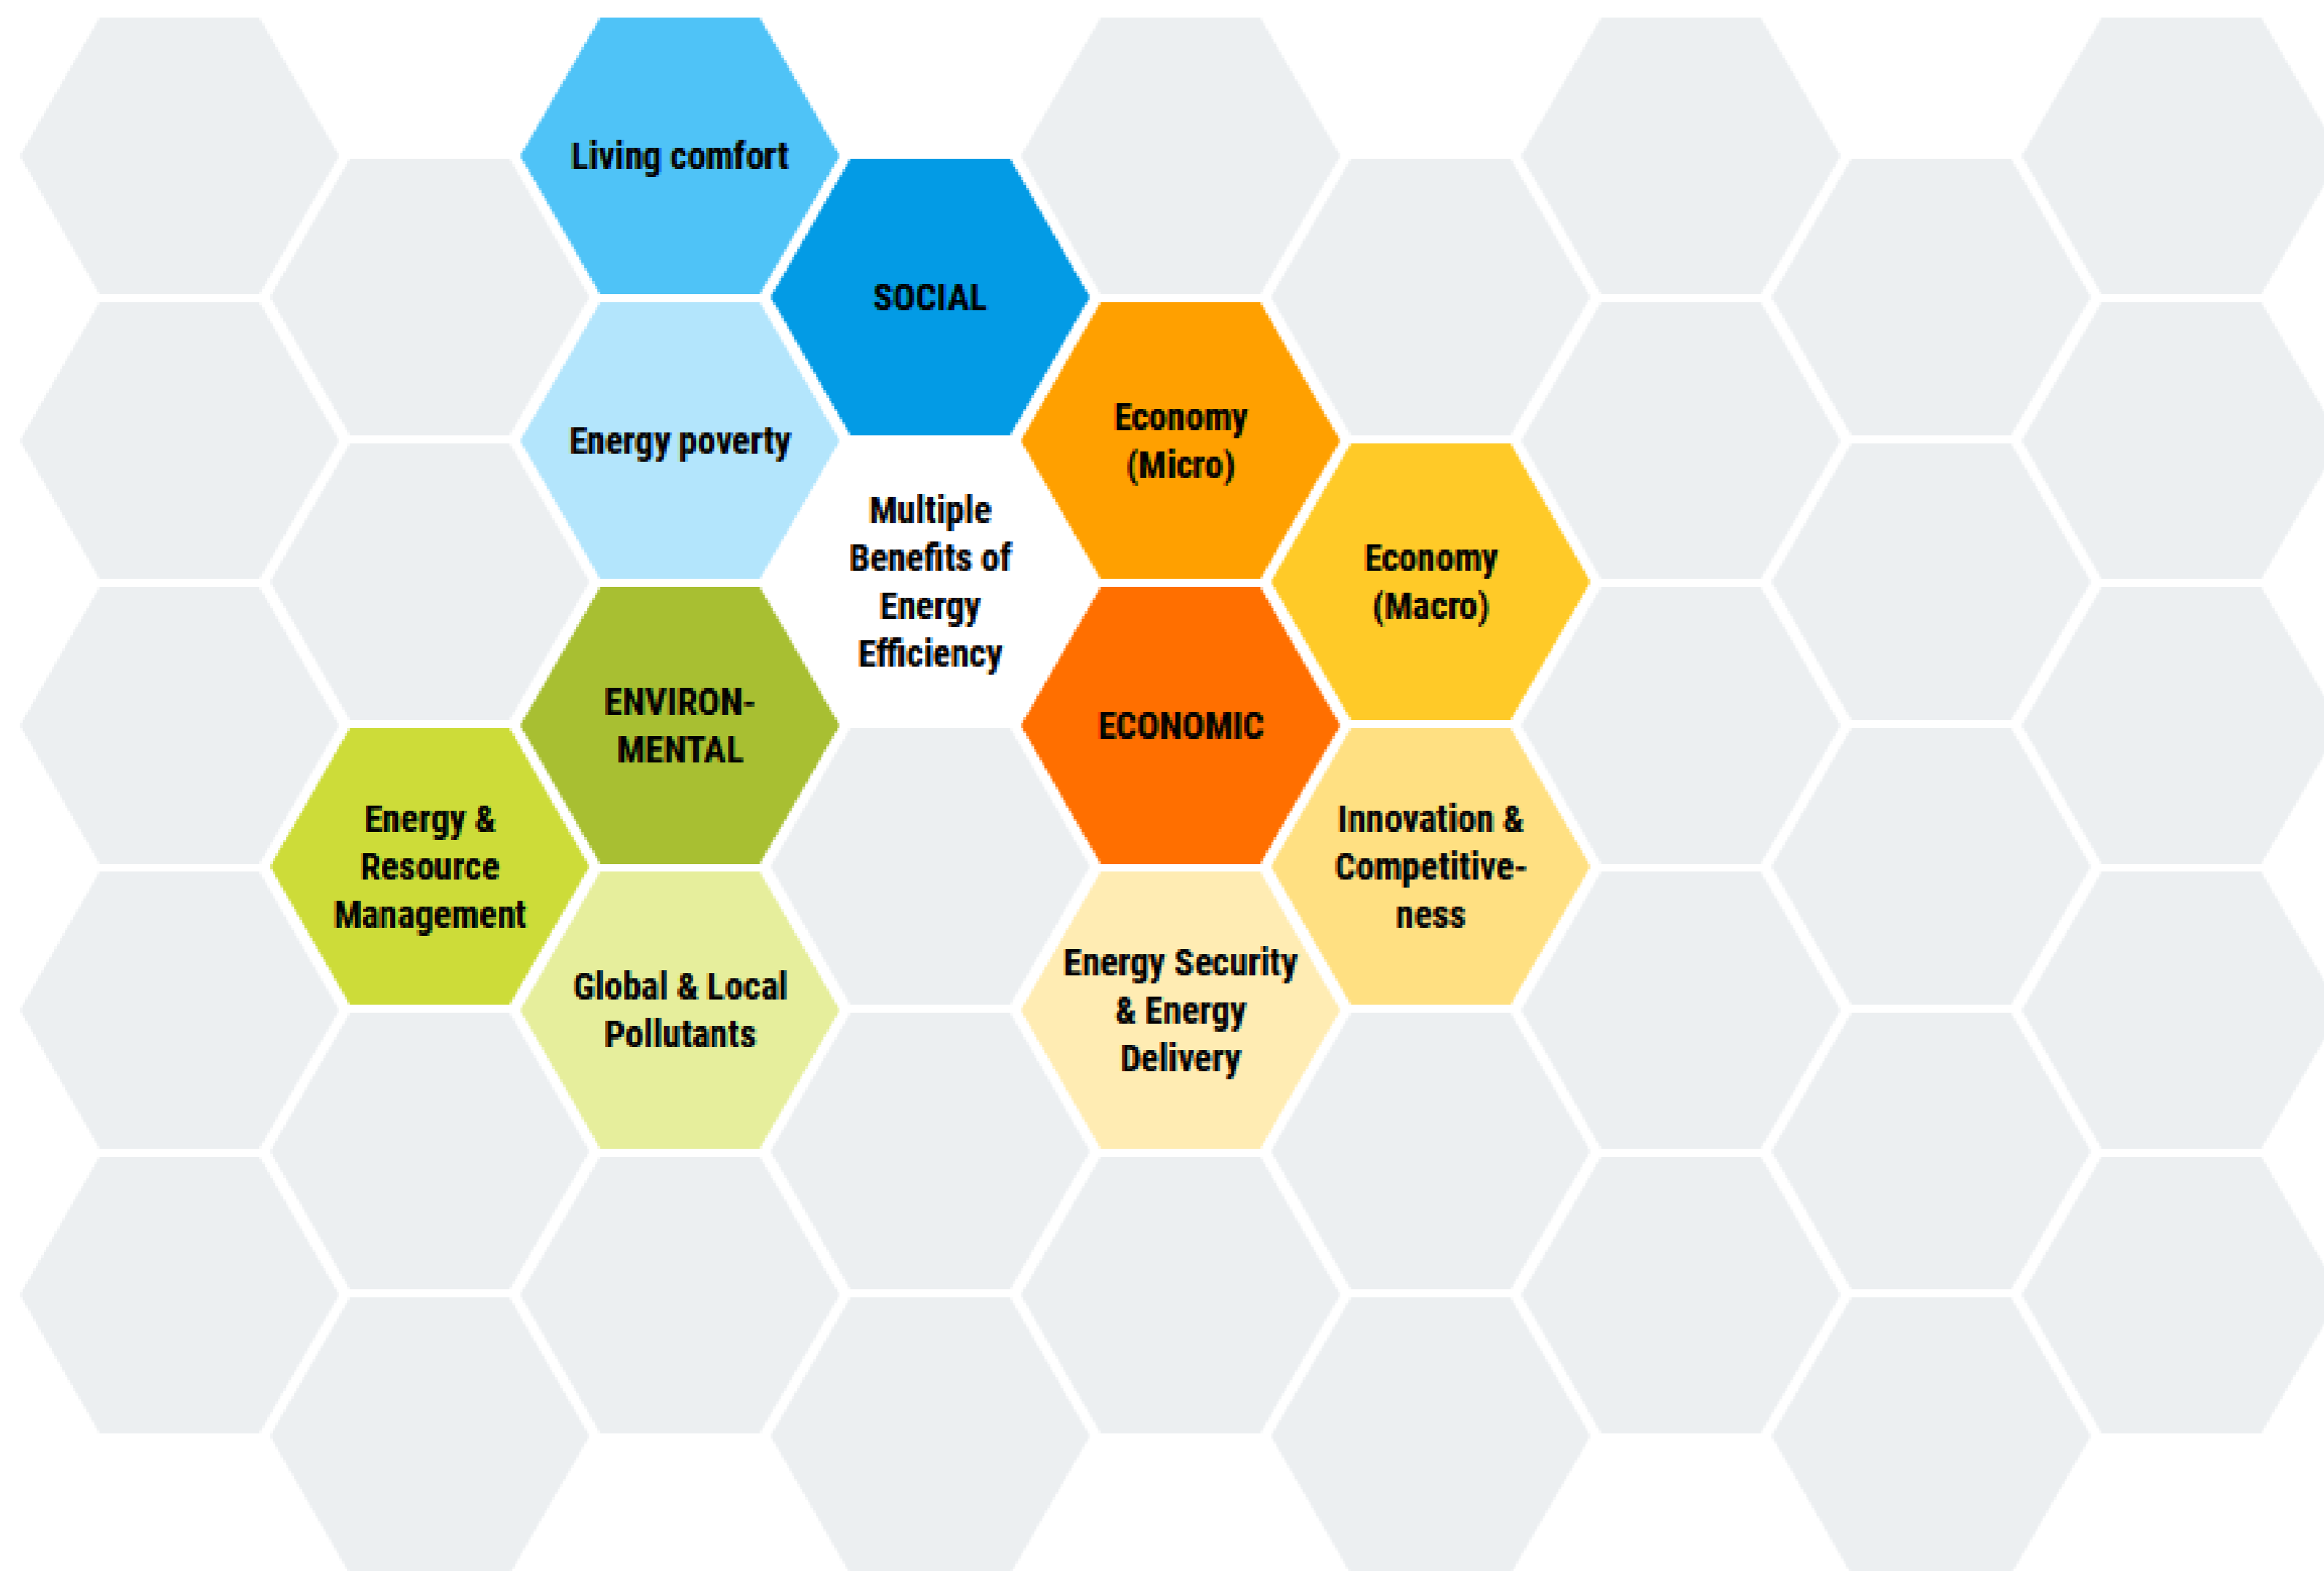 Living comfort
SOCIAL
Energy poverty
Economy
(Micro)
Multiple
Benefits of
Energy
Efficiency
Economy
(Macro)
ENVIRON-
MENTAL
ECONOMIC
Energy &
Resource
Management
Innovation &
Competitive-
ness
Global & Local
Pollutants
Energy Security
& Energy
Delivery